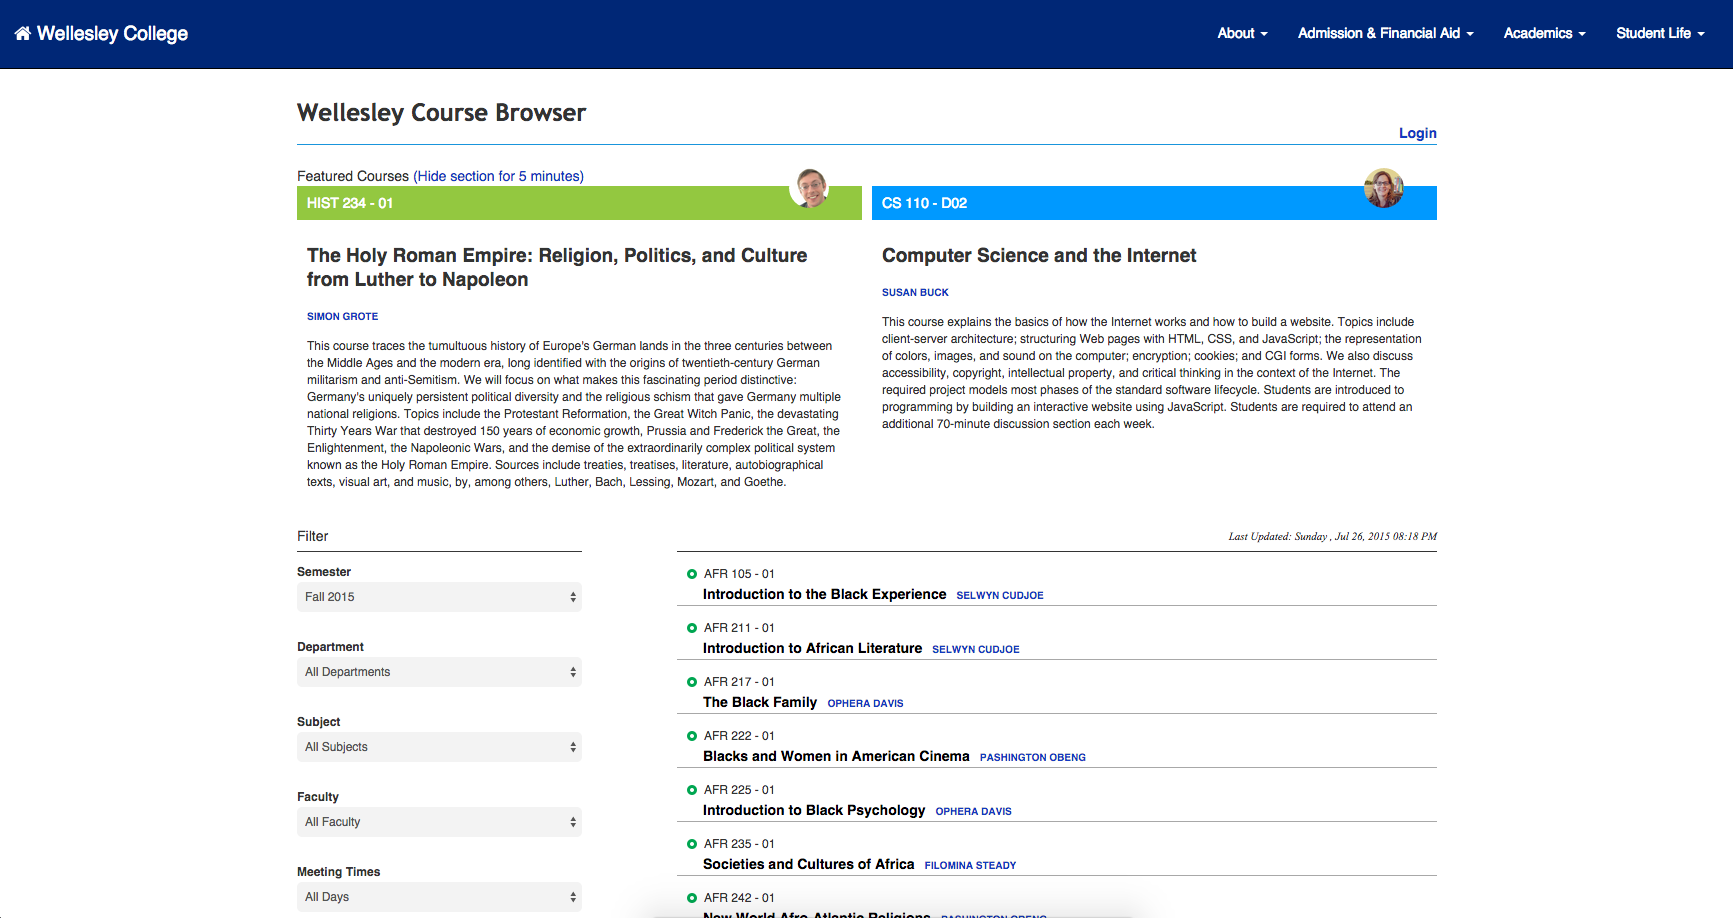 Wellesley College
About
Admission & Financial Aid
Academics
Student Life
Wellesley Course Browser
Login
Featured Courses (Hide section for 5 minutes)
HIST 234 - 01
The Holy Roman Empire: Religion, Politics, and Culture
from Luther to Napoleon
SIMON GROTE
This course traces the tumultuous history of Europe's German lands in the three centuries between
the Middle Ages and the modern era, long identified with the origins of twentieth-century German
militarism and anti-Semitism. We will focus on what makes this fascinating period distinctive:
Germany's uniquely persistent political diversity and the religious schism that gave Germany multiple
national religions. Topics include the Protestant Reformation, the Great Witch Panic, the devastating
Thirty Years War that destroyed 150 years of economic growth, Prussia and Frederick the Great, the
Enlightenment, the Napoleonic Wars, and the demise of the extraordinarily complex political system
known as the Holy Roman Empire. Sources include treaties, treatises, literature, autobiographical
texts, visual art, and music, by, among others, Luther, Bach, Lessing, Mozart, and Goethe.
CS 110 - D02
Computer Science and the Internet
SUSAN BUCK
This course explains the basics of how the Internet works and how to build a website. Topics include
client-server architecture; structuring Web pages with HTML, CSS, and JavaScript; the representation
of colors, images, and sound on the computer; encryption; cookies; and CGI forms. We also discuss
accessibility, copyright, intellectual property, and critical thinking in the context of the Internet. The
required project models most phases of the standard software lifecycle. Students are introduced to
programming by building an interactive website using JavaScript. Students are required to attend an
additional 70-minute discussion section each week.
Filter
Semester
Fall 2015
Department
All Departments
Subject
All Subjects
Faculty
All Faculty
Meeting Times
All Days
Last Updated: Sunday , Jul 26, 2015 08:18 PM
AFR 105 - 01
Introduction to the Black Experience SELWYN CUDJOE
AFR 211 - 01
Introduction to African Literature SELWYN CUDJOE
AFR 217 - 01
The Black Family OPHERA DAVIS
AFR 222 - 01
Blacks and Women in American Cinema PASHINGTON OBENG
AFR 225 - 01
Introduction to Black Psychology OPHERA DAVIS
AFR 235 - 01
Societies and Cultures of Africa FILOMINA STEADY
AFR 242 - 01
New World Afro-Atlantic Religions PASHINGTON OBENG